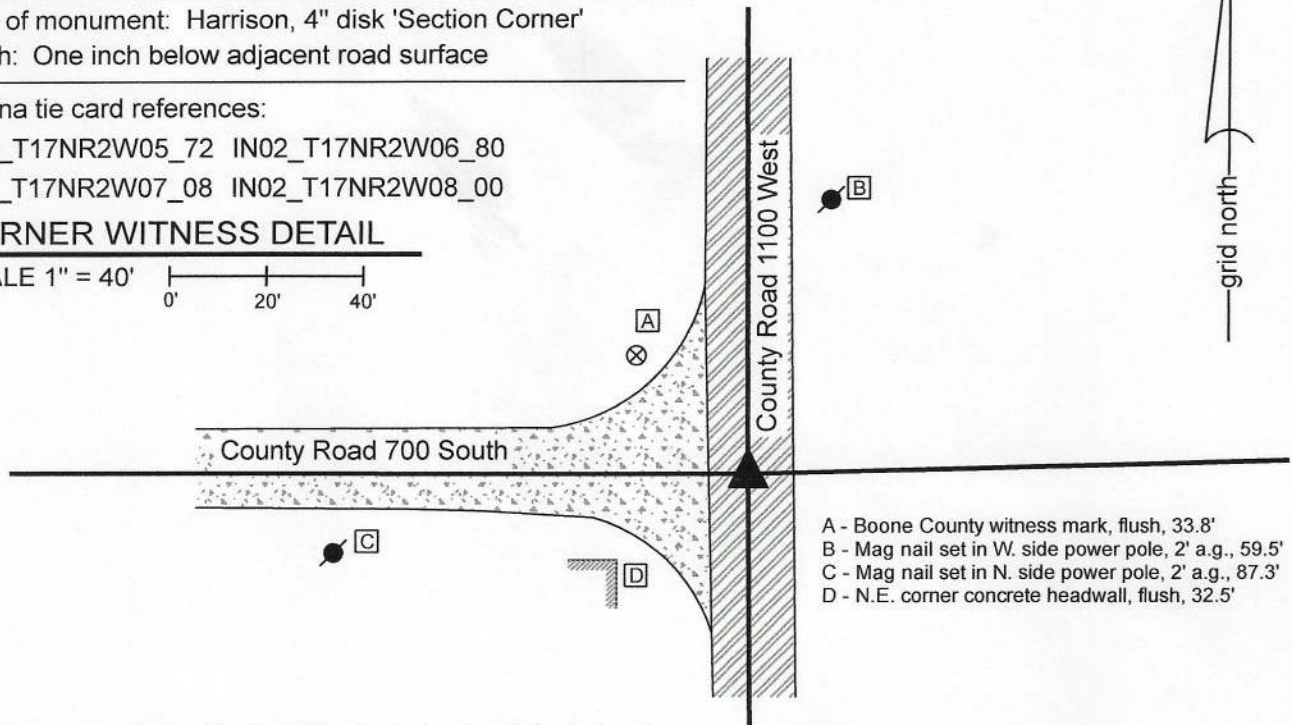 of monument: Harrison, 4" disk 'Section Corner'
h: One inch below adjacent road surface
na tie card references:
_T17NR2W05_72 IN02_T17NR2W06_80
_T17NR2W07_08 IN02_T17NR2W08_00
RNER WITNESS DETAIL
ALE 1" = 40'
0' 20' 40'
grid north
County Road 1100 West
B
A
County Road 700 South
C
D
A - Boone County witness mark, flush, 33.8'
B - Mag nail set in W. side power pole, 2' a.g., 59.5'
C - Mag nail set in N. side power pole, 2' a.g., 87.3'
D - N.E. corner concrete headwall, flush, 32.5'